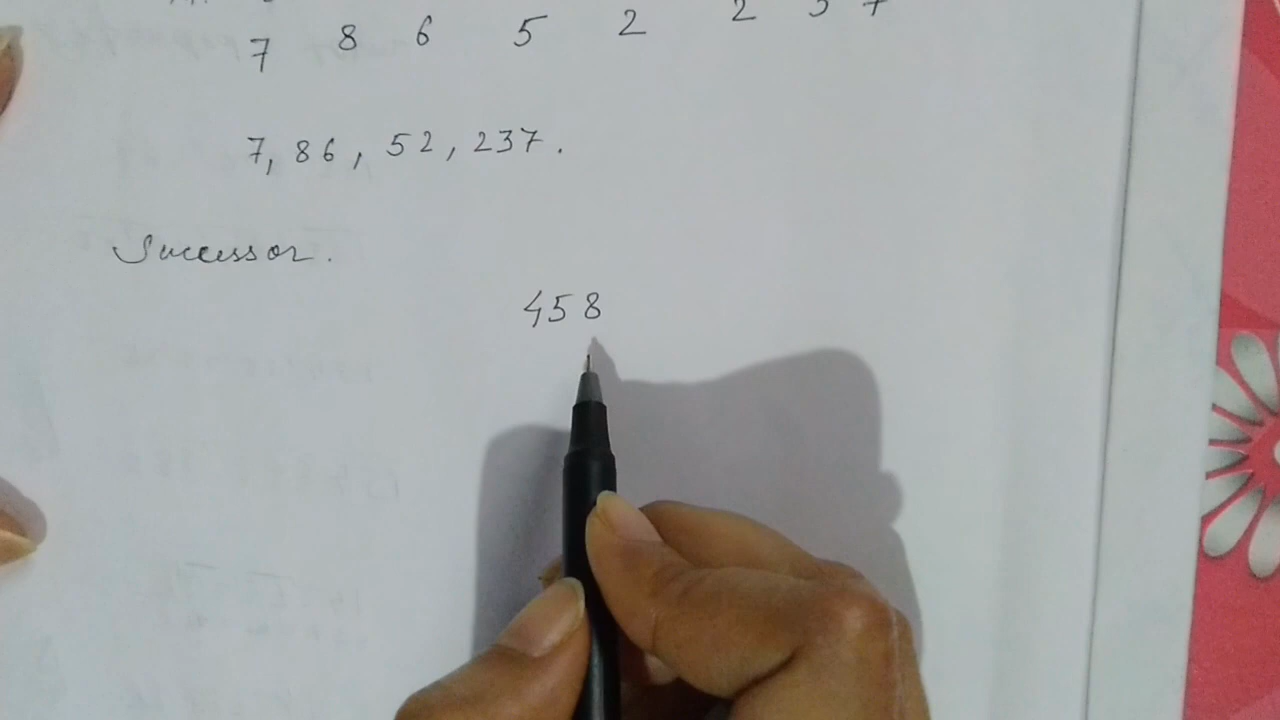 7 8 6 5 2 2 3 7
7, 86, 52, 237.
Successor.
458